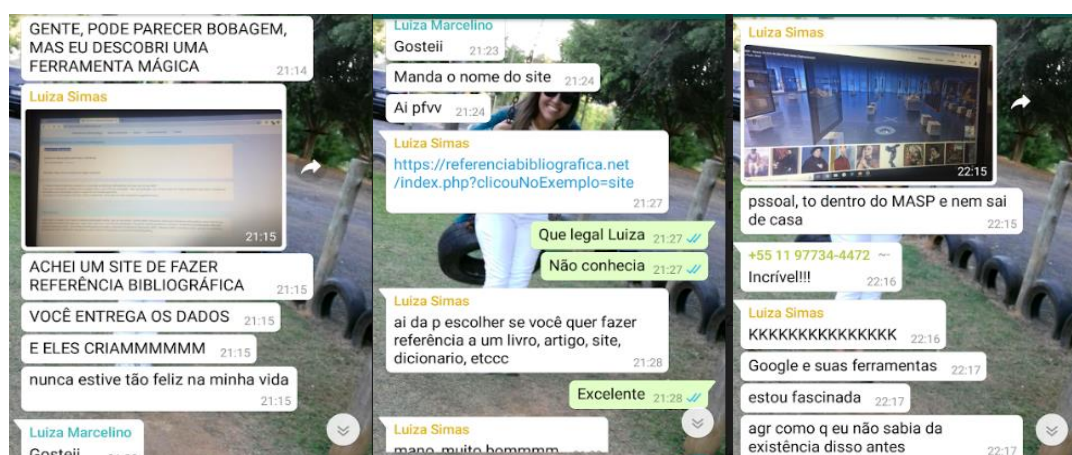 GENTE, PODE PARECER BOBAGEM,
MAS EU DESCOBRI UMA
FERRAMENTA MÁGICA
21:14
Luiza Simas
21:15
ACHEI UM SITE DE FAZER
REFERÊNCIA BIBLIOGRÁFICA
21:15
VOCÊ ENTREGA OS DADOS
21:15
E ELES CRIAMMMMMM
21:15
nunca estive tão feliz na minha vida
21:15
Luiza Marcelino
Gosteii
Luiza Marcelino
Gosteii
21:23
Manda o nome do site
21:24
Ai pfvv
21:24
Luiza Simas
https://referenciabibliografica.net
/index.php?clicouNoExemplo=site
21:27
Que legal Luiza
21:27
Não conhecia
21:27
Luiza Simas
ai da p escolher se você quer fazer
referência a um livro, artigo, site,
dicionario, etccc
21:28
Excelente
21:28
Luiza Simas
mano, muito bommmm
Luiza Simas
22:15
pssoal, to dentro do MASP e nem sai
de casa
22:15
+55 11 97734-4472
Incrível!!!
22:16
Luiza Simas
KKKKKKKKKKKKKKK
22:16
Google e suas ferramentas
22:17
estou fascinada
22:17
agr como q eu não sabia da
existência disso antes
22:17